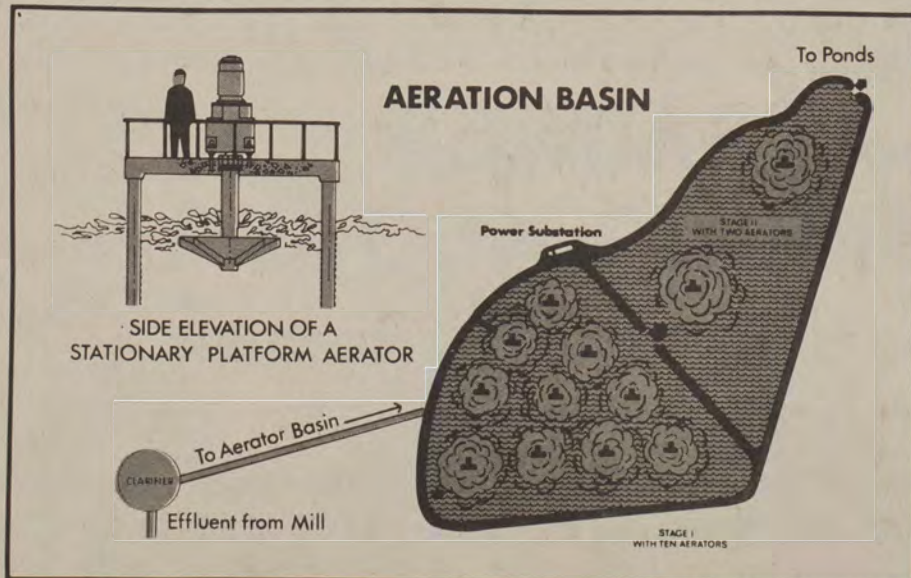 AERATION BASIN
To Ponds
STAGE II
WITH TWO AERATORS
Power Substation
SIDE ELEVATION OF A
STATIONARY PLATFORM AERATOR
To Aerator Basin
CLARIFIER
Effluent from Mill
STAGE I
WITH TEN AERATORS